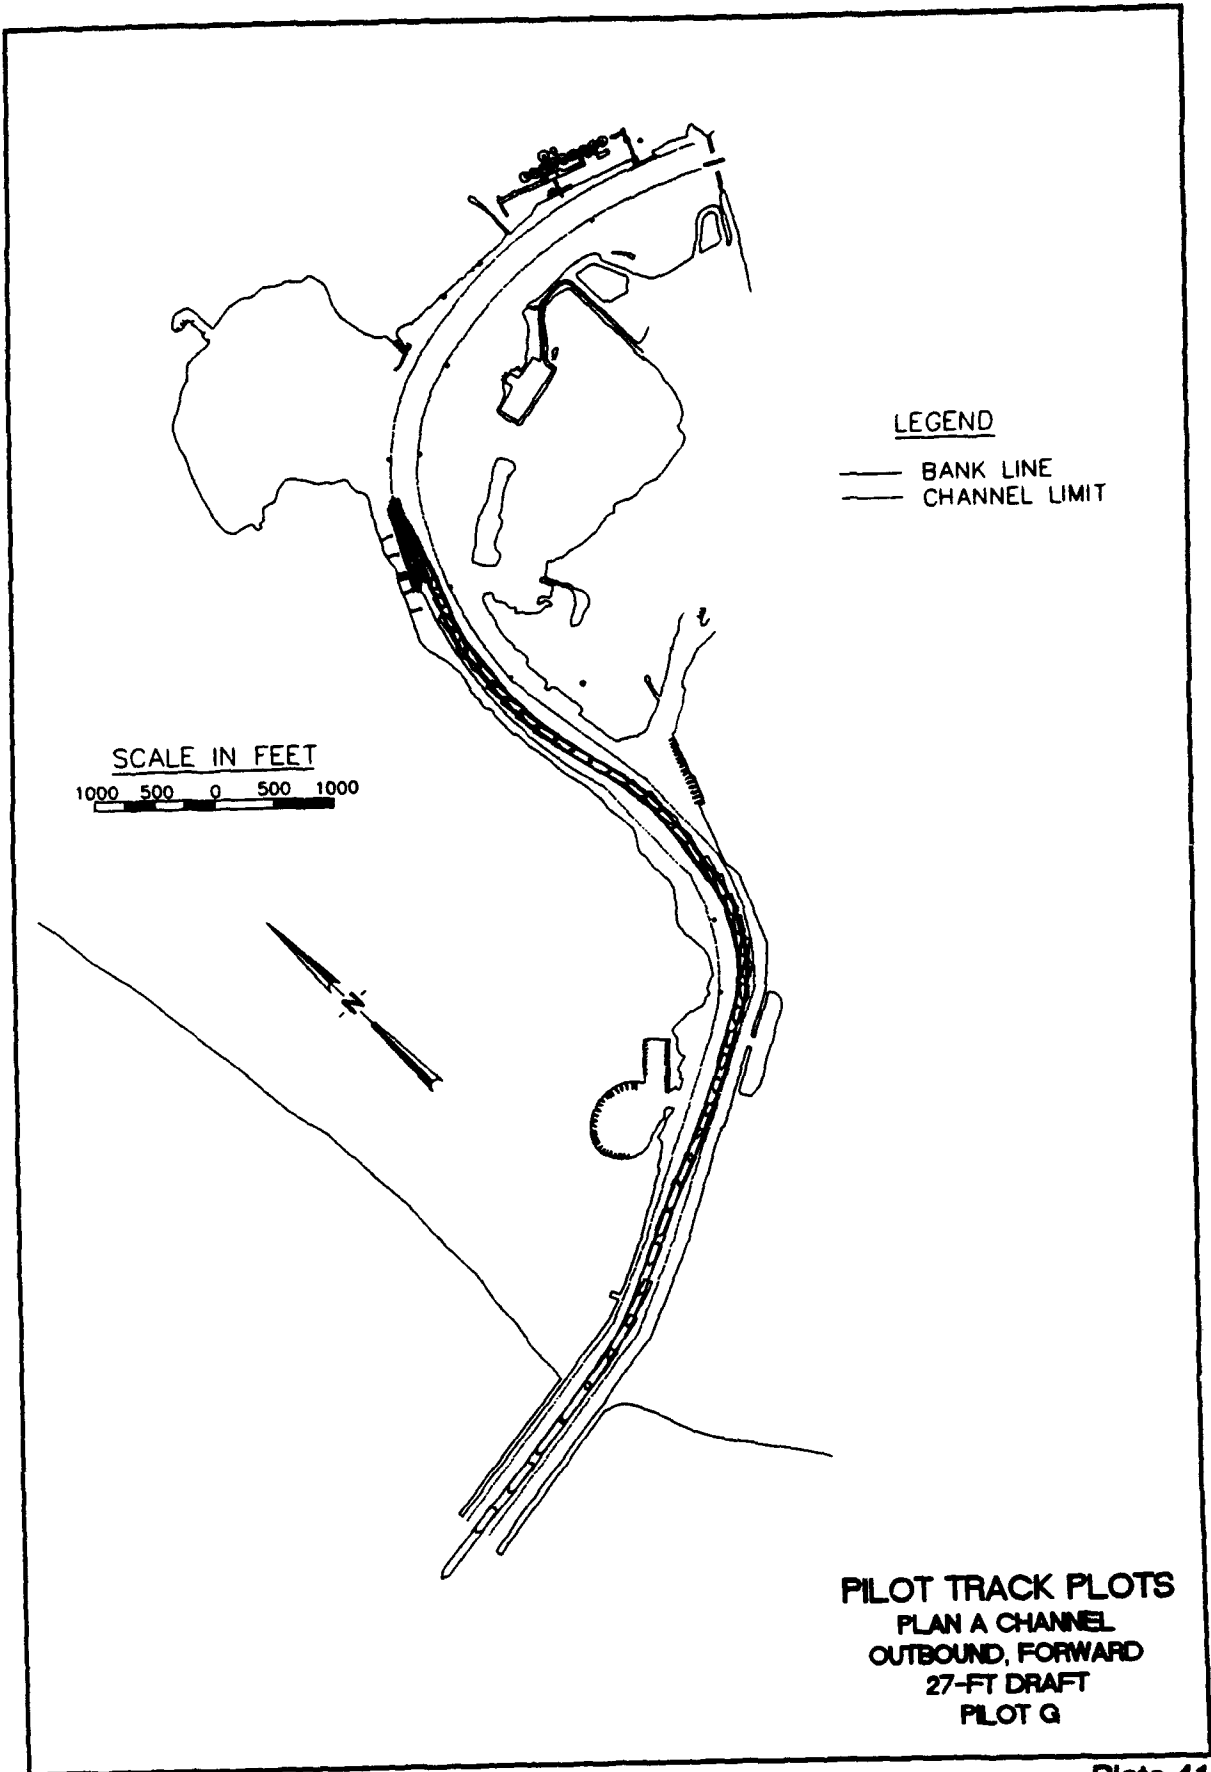 LEGEND
BANK LINE
CHANNEL LIMIT
SCALE IN FEET
1000 500 0 500 1000
N
PILOT TRACK PLOTS
PLAN A CHANNEL
OUTBOUND, FORWARD
27-FT DRAFT
PILOT G